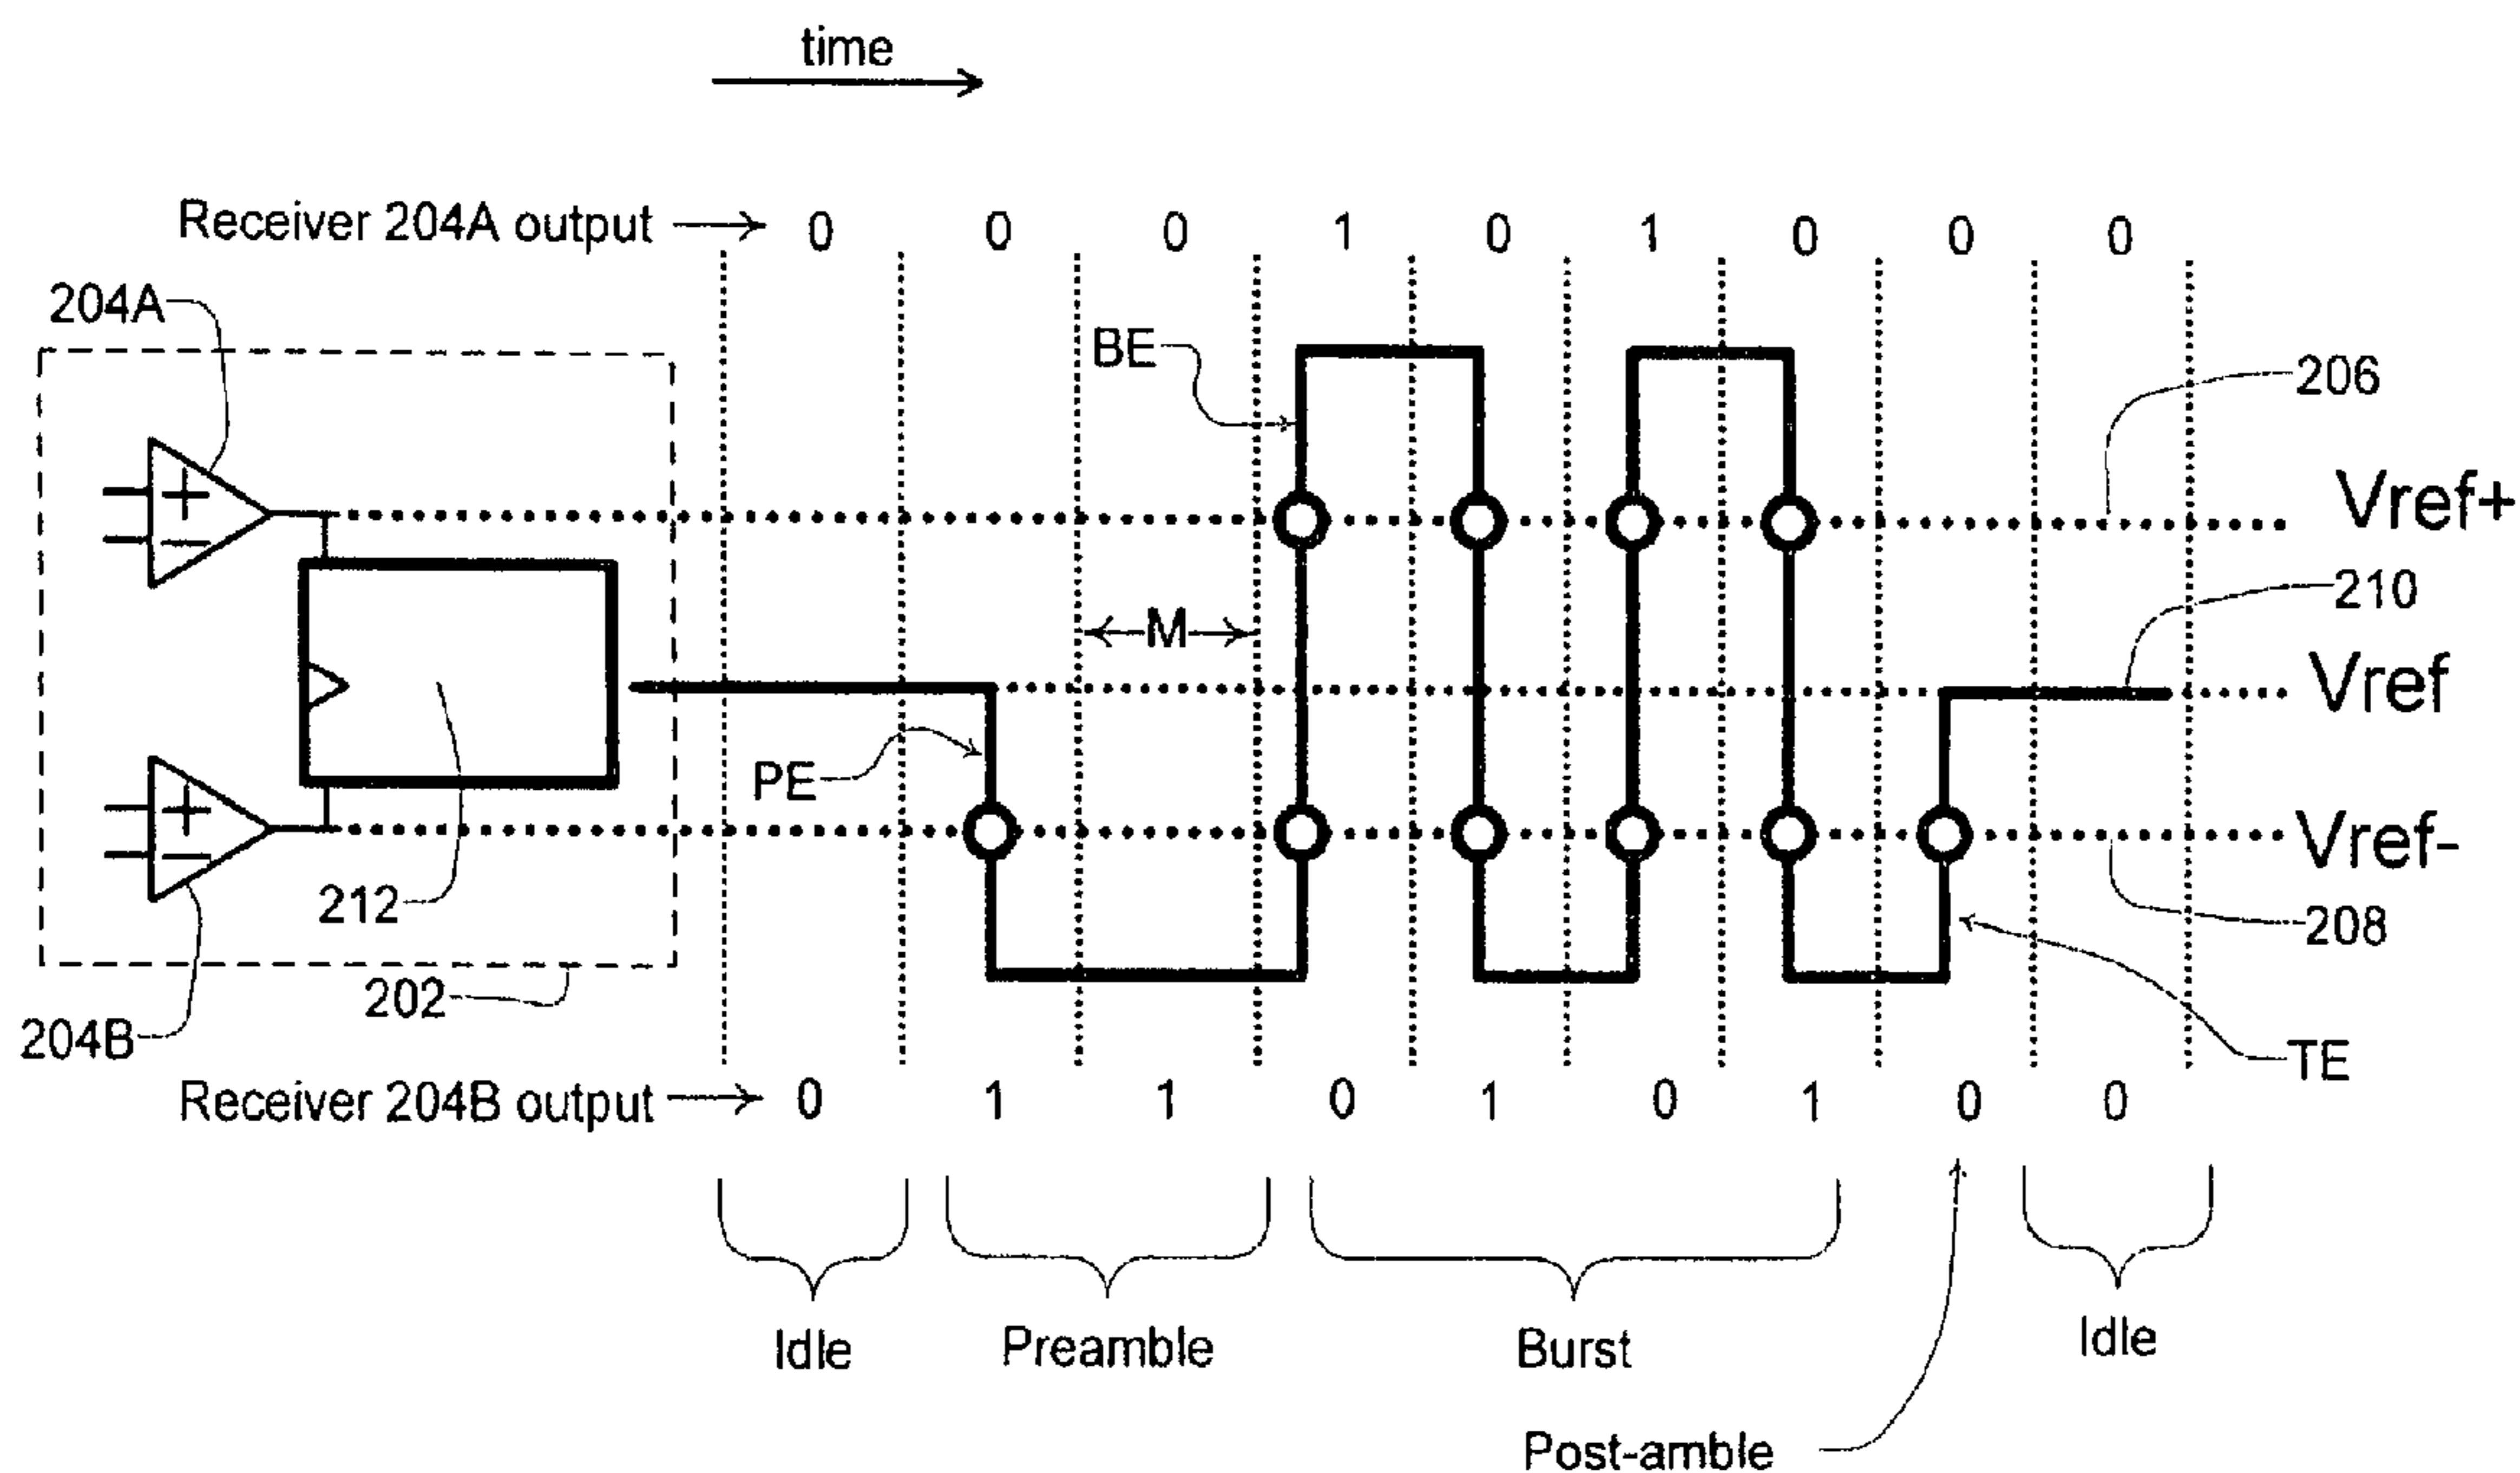 time
Receiver 204A output 0 0 0 1 0 1 0 0 0
204A
BE
206
+
−
Vref+
210
M
Vref
PE
+
−
Vref-
212
208
202
204B
TE
Receiver 204B output 0 1 1 0 1 0 1 0 0
Idle
Preamble
Burst
Idle
Post-amble